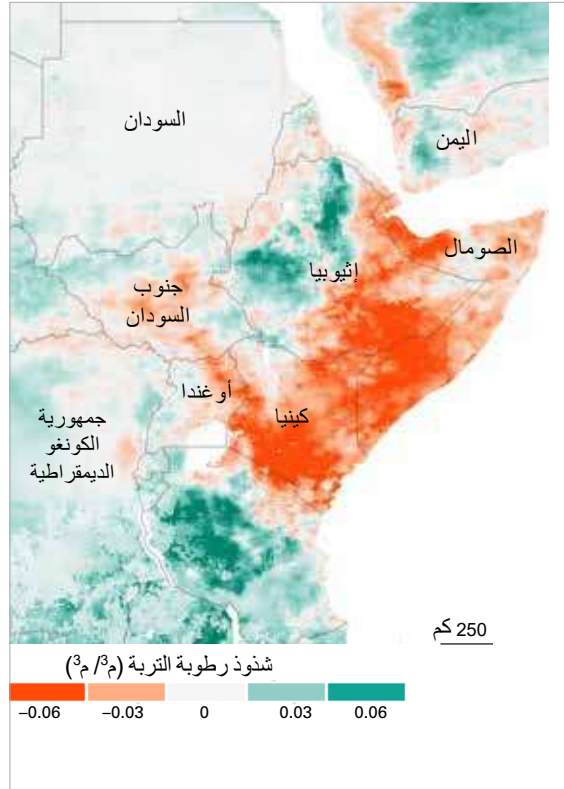 السودان
اليمن
الصومال
إثيوبيا
جنوب
السودان
أوغندا
كينيا
جمهورية
الكونغو
الديمقراطية
250 كم
شذوذ رطوبة التربة (م³/ م³)
–0.06 –0.03 0 0.03 0.06